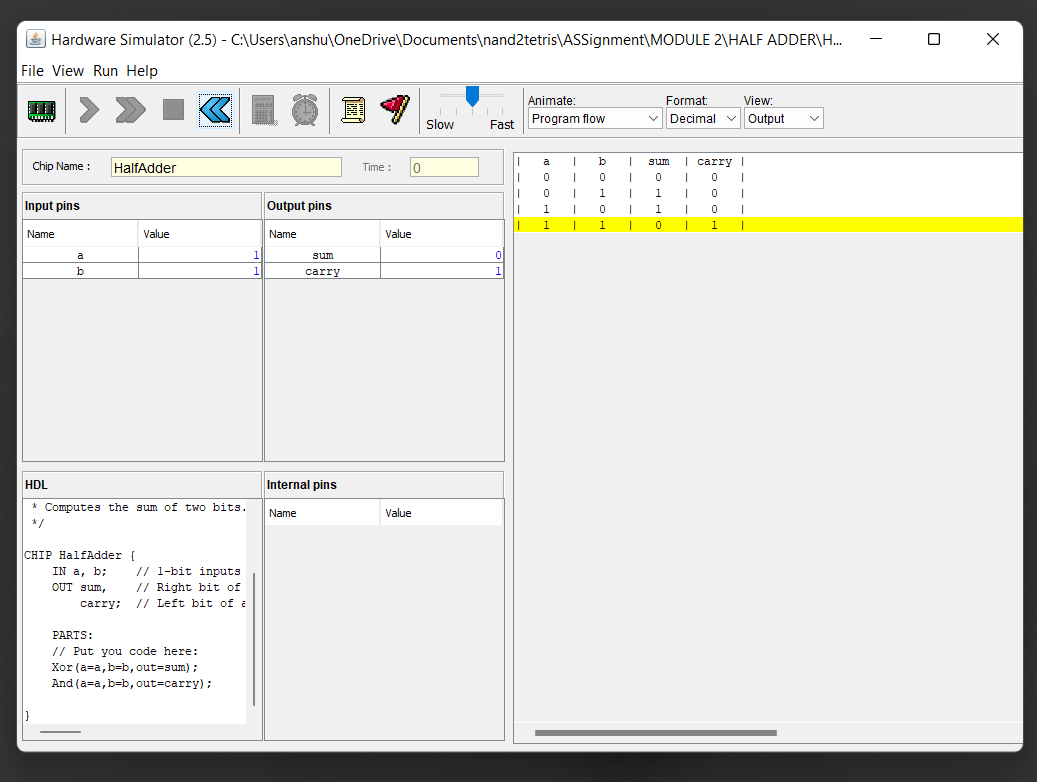 Hardware Simulator (2.5) - C:\Users\anshu\OneDrive\Documents\nand2tetris\ASSignment\MODULE 2\HALF ADDER\H...
File View Run Help
Slow Fast
Animate: Format: View:
Program flow Decimal Output
Chip Name : HalfAdder Time : 0
Input pins
Name Value
a 1
b 1
Output pins
Name Value
sum 0
carry 1
HDL
* Computes the sum of two bits.
*/
CHIP HalfAdder {
IN a, b; // 1-bit inputs
OUT sum, // Right bit of
carry; // Left bit of a
PARTS:
// Put you code here:
Xor(a=a,b=b,out=sum);
And(a=a,b=b,out=carry);
}
Internal pins
Name Value
| a | b | sum | carry |
| 0 | 0 | 0 | 0 |
| 0 | 1 | 1 | 0 |
| 1 | 0 | 1 | 0 |
| 1 | 1 | 0 | 1 |